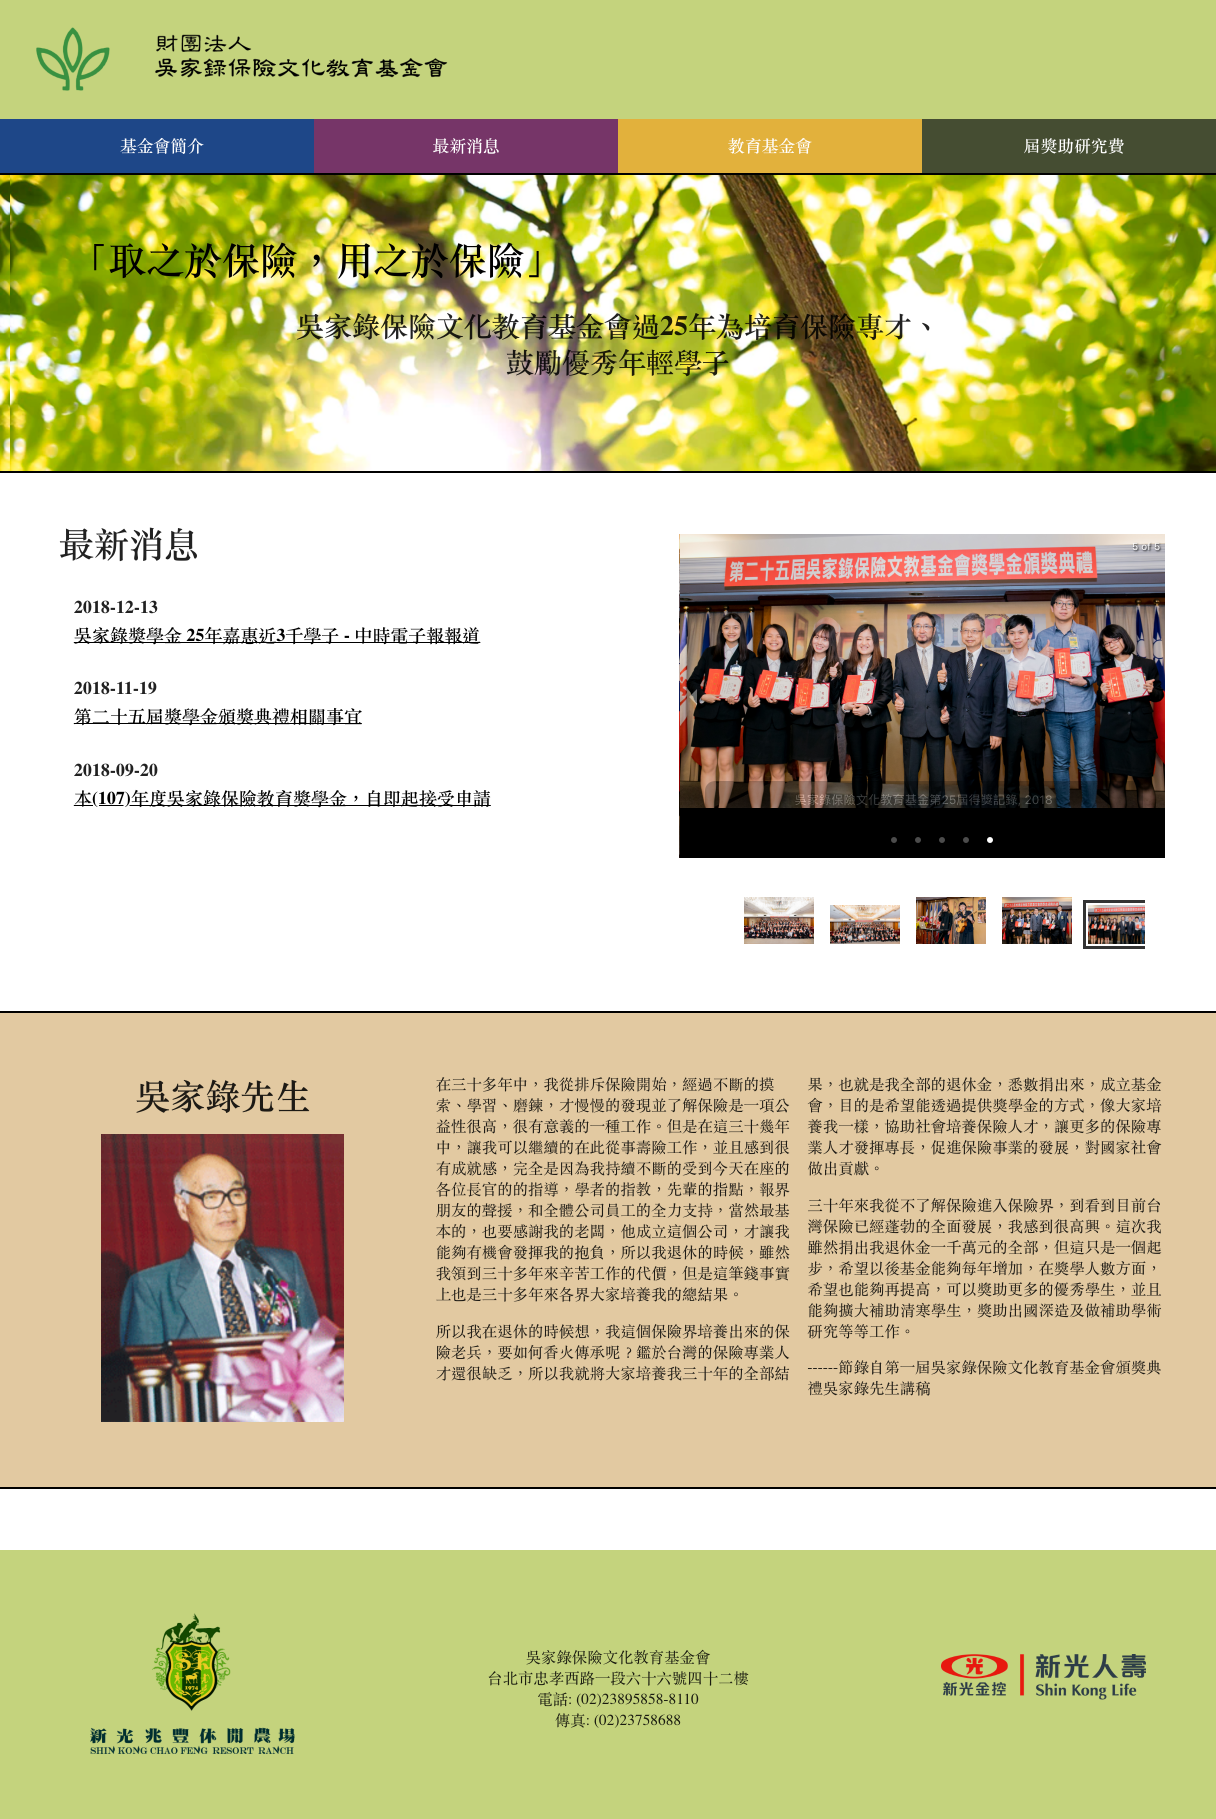 財團法人
吳家錄保險文化教育基金會
基金會簡介
最新消息
教育基金會
屆獎助研究費
「取之於保險，用之於保險」
吳家錄保險文化教育基金會過25年為培育保險專才、
鼓勵優秀年輕學子
最新消息
2018-12-13
吳家錄獎學金 25年嘉惠近3千學子 - 中時電子報報道
2018-11-19
第二十五屆獎學金頒獎典禮相關事宜
2018-09-20
本(107)年度吳家錄保險教育獎學金，自即起接受申請
5 of 5
第二十五屆吳家錄保險文教基金會獎學金頒獎典禮
吳家錄保險文化教育基金第25屆得獎記錄, 2018
吳家錄先生
在三十多年中，我從排斥保險開始，經過不斷的摸
索、學習、磨鍊，才慢慢的發現並了解保險是一項公
益性很高，很有意義的一種工作。但是在這三十幾年
中，讓我可以繼續的在此從事壽險工作，並且感到很
有成就感，完全是因為我持續不斷的受到今天在座的
各位長官的的指導，學者的指教，先輩的指點，報界
朋友的聲援，和全體公司員工的全力支持，當然最基
本的，也要感謝我的老闆，他成立這個公司，才讓我
能夠有機會發揮我的抱負，所以我退休的時候，雖然
我領到三十多年來辛苦工作的代價，但是這筆錢事實
上也是三十多年來各界大家培養我的總結果。
所以我在退休的時候想，我這個保險界培養出來的保
險老兵，要如何香火傳承呢？鑑於台灣的保險專業人
才還很缺乏，所以我就將大家培養我三十年的全部結
果，也就是我全部的退休金，悉數捐出來，成立基金
會，目的是希望能透過提供獎學金的方式，像大家培
養我一樣，協助社會培養保險人才，讓更多的保險專
業人才發揮專長，促進保險事業的發展，對國家社會
做出貢獻。
三十年來我從不了解保險進入保險界，到看到目前台
灣保險已經蓬勃的全面發展，我感到很高興。這次我
雖然捐出我退休金一千萬元的全部，但這只是一個起
步，希望以後基金能夠每年增加，在獎學人數方面，
希望也能夠再提高，可以獎助更多的優秀學生，並且
能夠擴大補助清寒學生，獎助出國深造及做補助學術
研究等等工作。
------節錄自第一屆吳家錄保險文化教育基金會頒獎典
禮吳家錄先生講稿
1974
新光兆豐休閒農場
SHIN KONG CHAO FENG RESORT RANCH
吳家錄保險文化教育基金會
台北市忠孝西路一段六十六號四十二樓
電話: (02)23895858-8110
傳真: (02)23758688
光
新光金控
新光人壽
Shin Kong Life